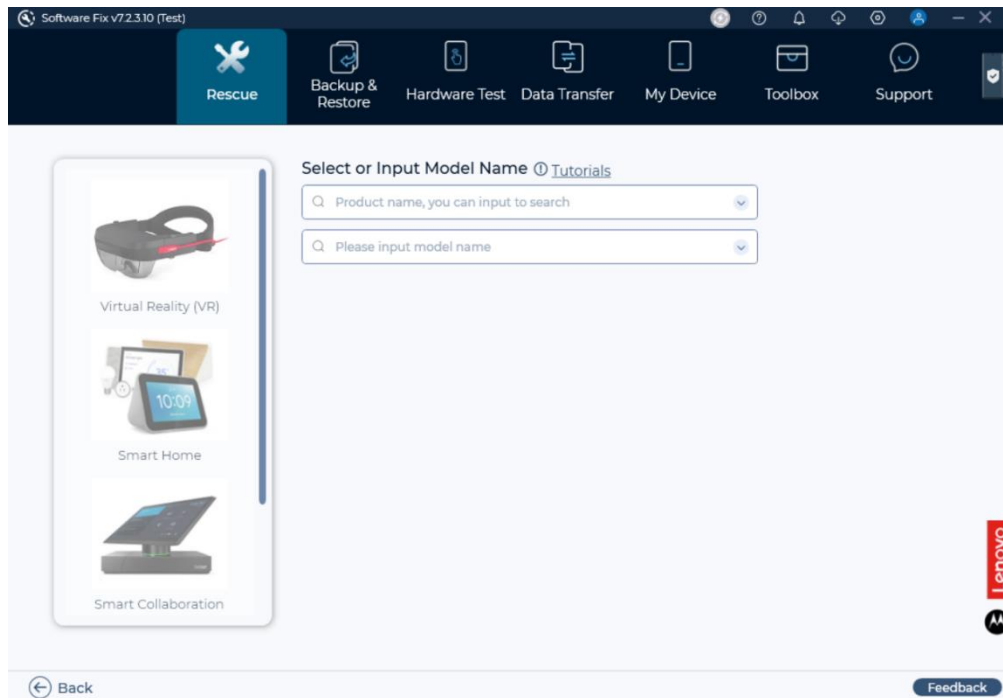 Software Fix v7.2.3.10 (Test)
Rescue
Backup &
Restore
Hardware Test
Data Transfer
My Device
Toolbox
Support
Select or Input Model Name
Tutorials
Product name, you can input to search
Please input model name
Virtual Reality (VR)
35
10:09
Smart Home
Smart Collaboration
Lenovo
Back
Feedback